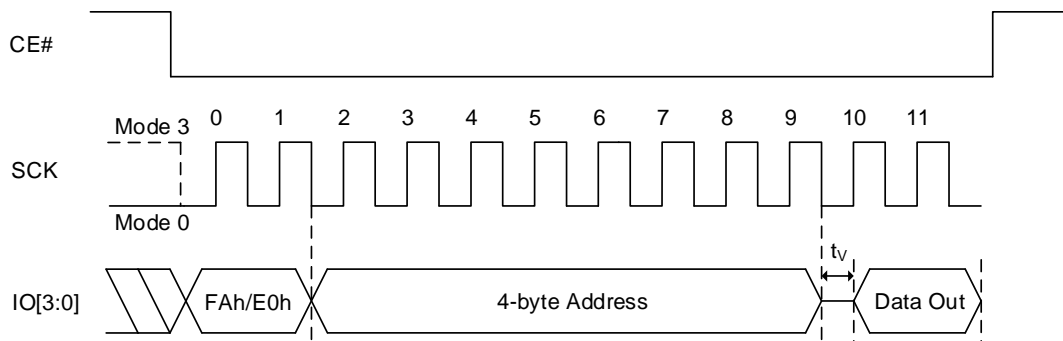 CE#
Mode 3
0 1 2 3 4 5 6 7 8 9 10 11
SCK
Mode 0
tV
IO[3:0]
FAh/E0h
4-byte Address
Data Out